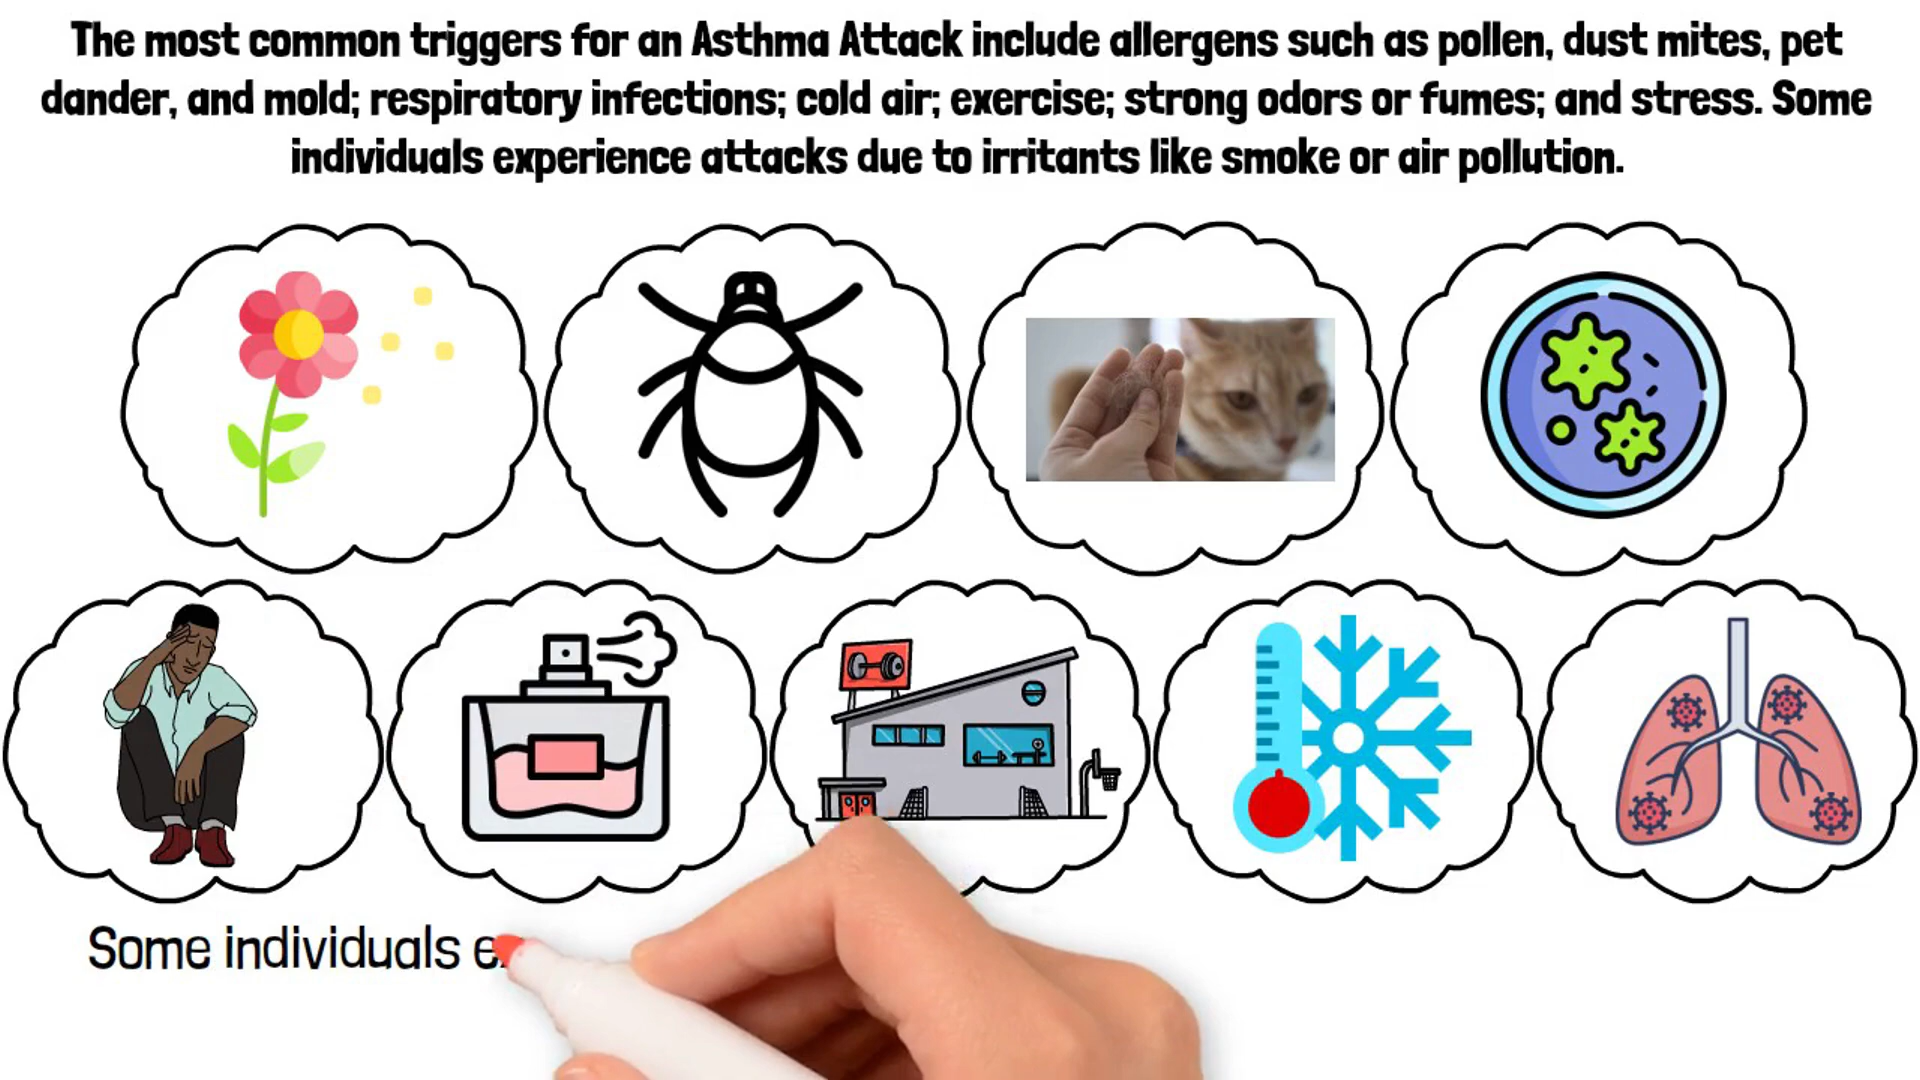 The most common triggers for an Asthma Attack include allergens such as pollen, dust mites, pet
dander, and mold; respiratory infections; cold air; exercise; strong odors or fumes; and stress. Some
individuals experience attacks due to irritants like smoke or air pollution.
Some individuals e